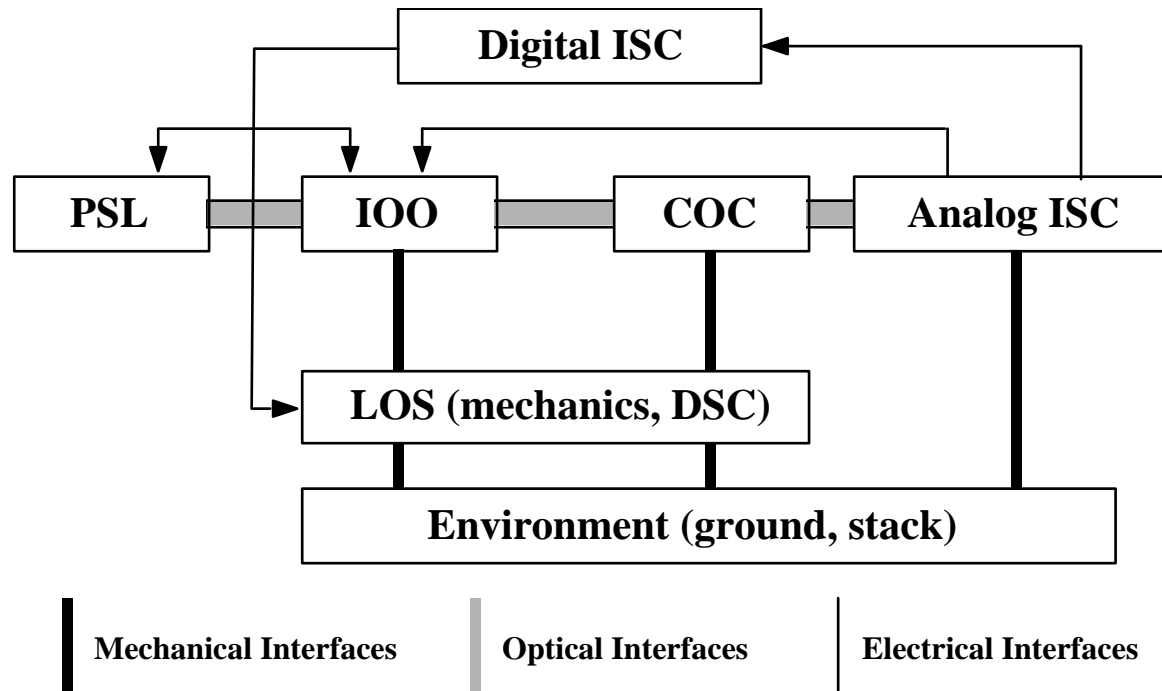 Digital ISC
PSL
IOO
COC
Analog ISC
LOS (mechanics, DSC)
Environment (ground, stack)
Mechanical Interfaces
Optical Interfaces
Electrical Interfaces